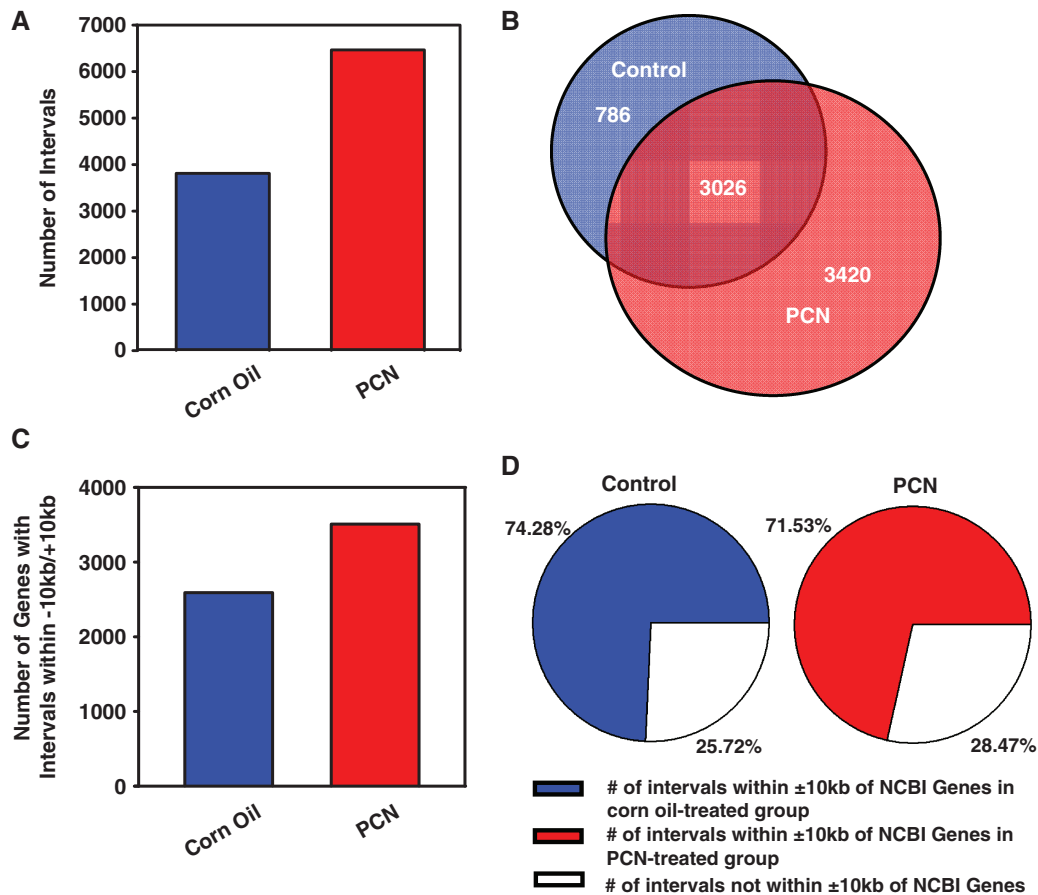 A
Number of Intervals
7000
6000
5000
4000
3000
2000
1000
0
Corn Oil
PCN
B
Control
786
3026
3420
PCN
C
Number of Genes with
Intervals within -10kb/+10kb
4000
3000
2000
1000
0
Corn Oil
PCN
D
Control
74.28%
25.72%
PCN
71.53%
28.47%
# of intervals within ±10kb of NCBI Genes in
corn oil-treated group
# of intervals within ±10kb of NCBI Genes in
PCN-treated group
# of intervals not within ±10kb of NCBI Genes